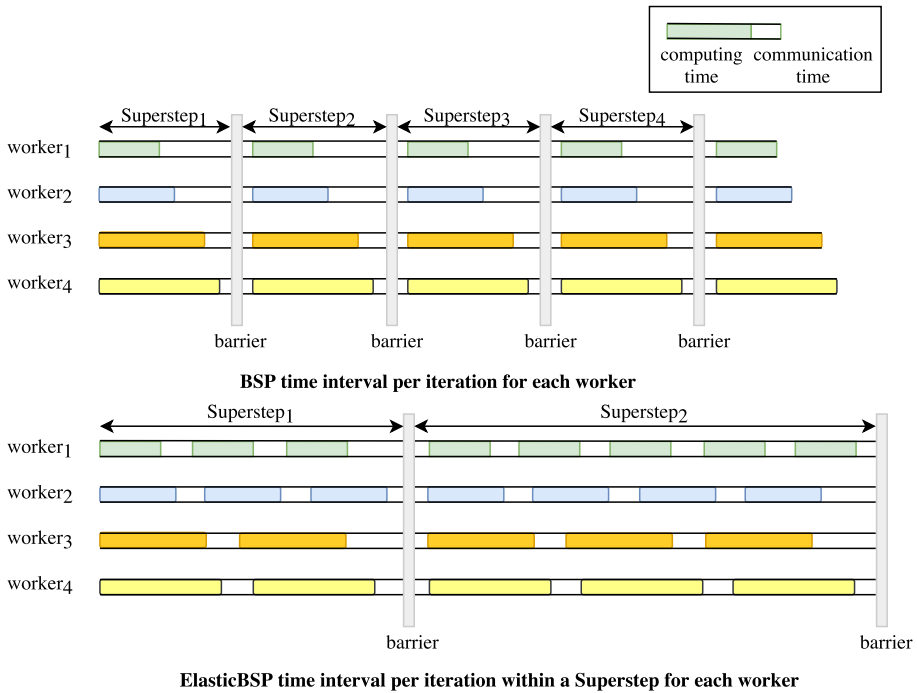 computing communication
time time
Superstep1 Superstep2 Superstep3 Superstep4
worker1
worker2
worker3
worker4
barrier barrier barrier barrier
BSP time interval per iteration for each worker
Superstep1 Superstep2
worker1
worker2
worker3
worker4
barrier barrier
ElasticBSP time interval per iteration within a Superstep for each worker